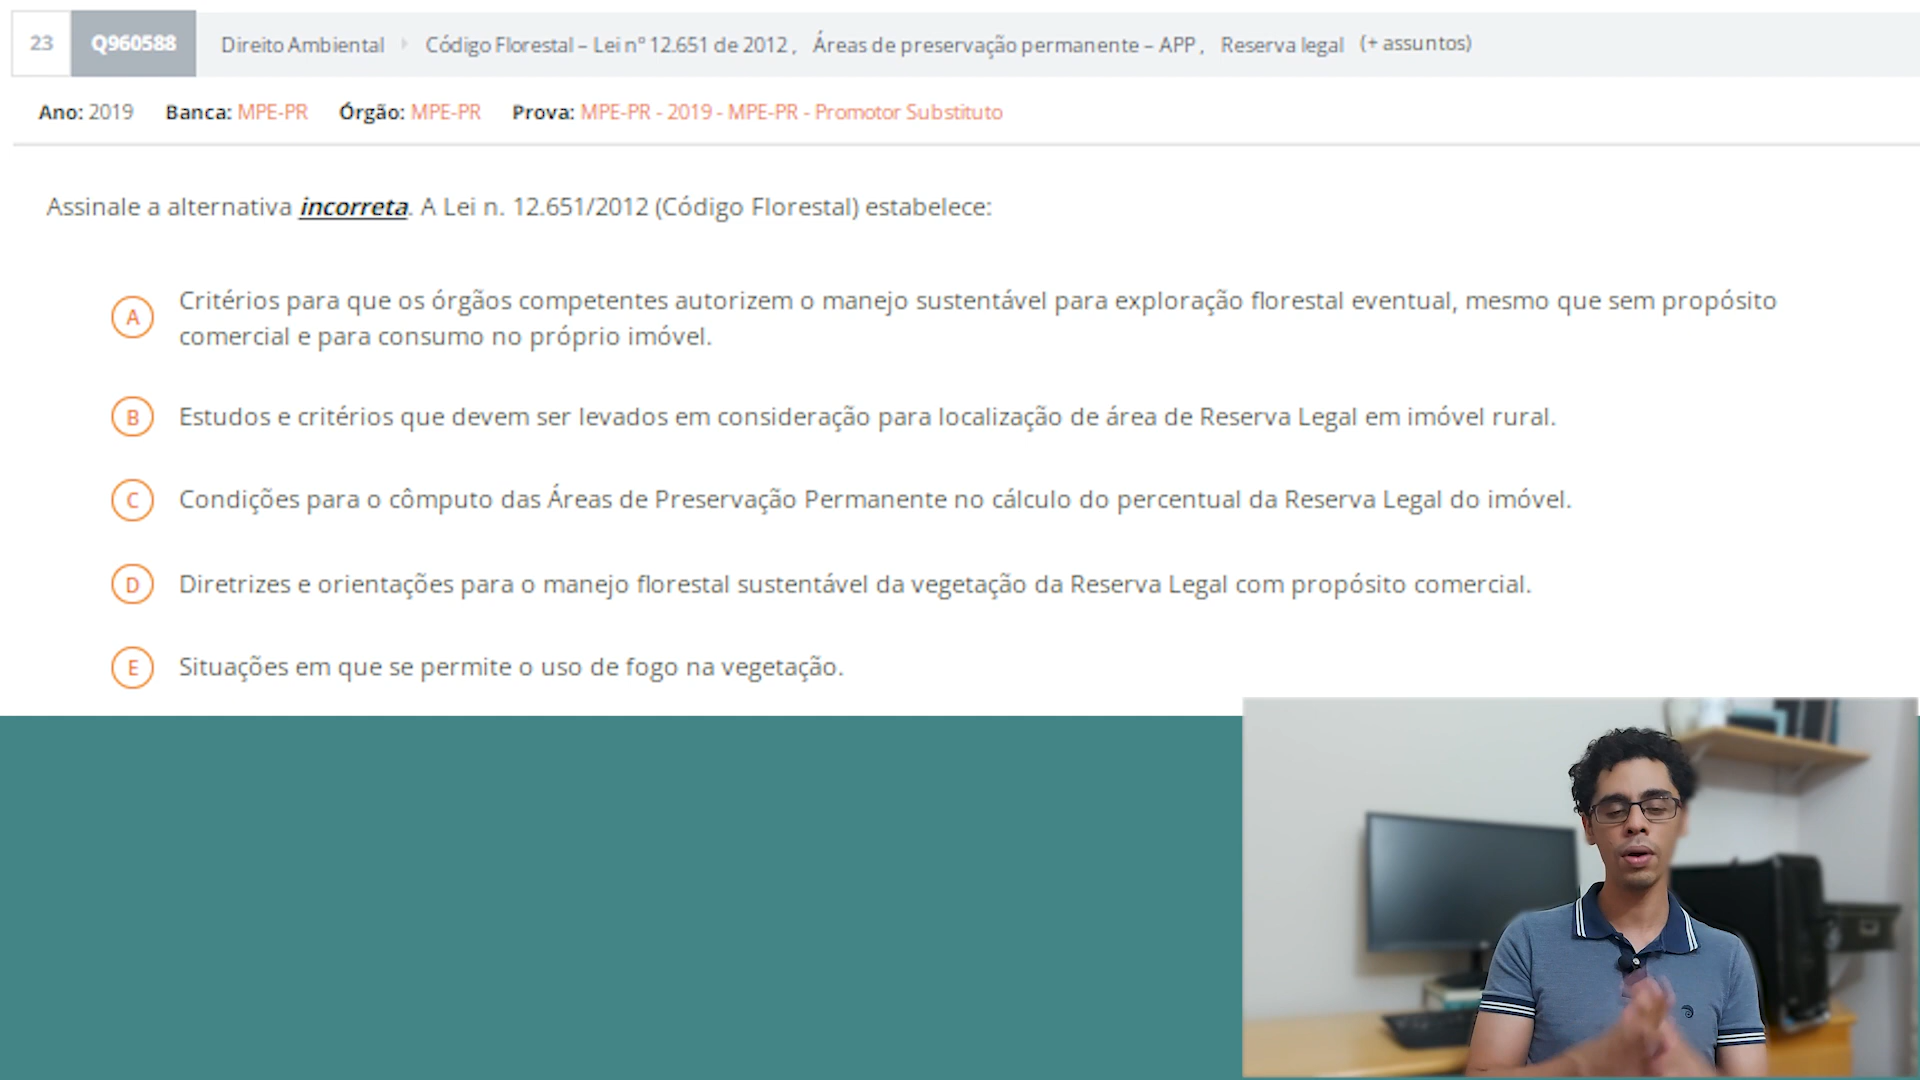 23 Q960588 Direito Ambiental Código Florestal – Lei nº 12.651 de 2012 , Áreas de preservação permanente – APP , Reserva legal (+ assuntos)
Ano: 2019 Banca: MPE-PR Órgão: MPE-PR Prova: MPE-PR - 2019 - MPE-PR - Promotor Substituto
Assinale a alternativa incorreta. A Lei n. 12.651/2012 (Código Florestal) estabelece:
A Critérios para que os órgãos competentes autorizem o manejo sustentável para exploração florestal eventual, mesmo que sem propósito
comercial e para consumo no próprio imóvel.
B Estudos e critérios que devem ser levados em consideração para localização de área de Reserva Legal em imóvel rural.
C Condições para o cômputo das Áreas de Preservação Permanente no cálculo do percentual da Reserva Legal do imóvel.
D Diretrizes e orientações para o manejo florestal sustentável da vegetação da Reserva Legal com propósito comercial.
E Situações em que se permite o uso de fogo na vegetação.